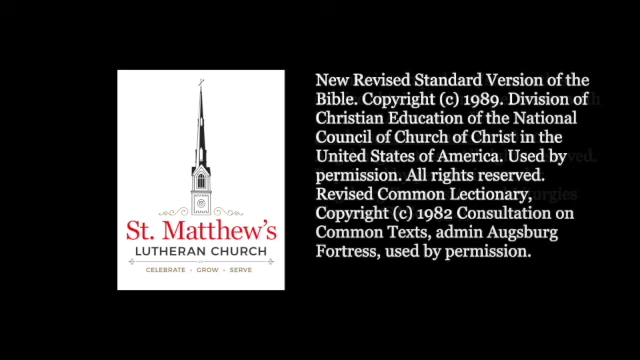 St. Matthew's
LUTHERAN CHURCH
CELEBRATE • GROW • SERVE
New Revised Standard Version of the
Bible. Copyright (c) 1989. Division of
Christian Education of the National
Council of Church of Christ in the
United States of America. Used by
permission. All rights reserved.
Revised Common Lectionary,
Copyright (c) 1982 Consultation on
Common Texts, admin Augsburg
Fortress, used by permission.